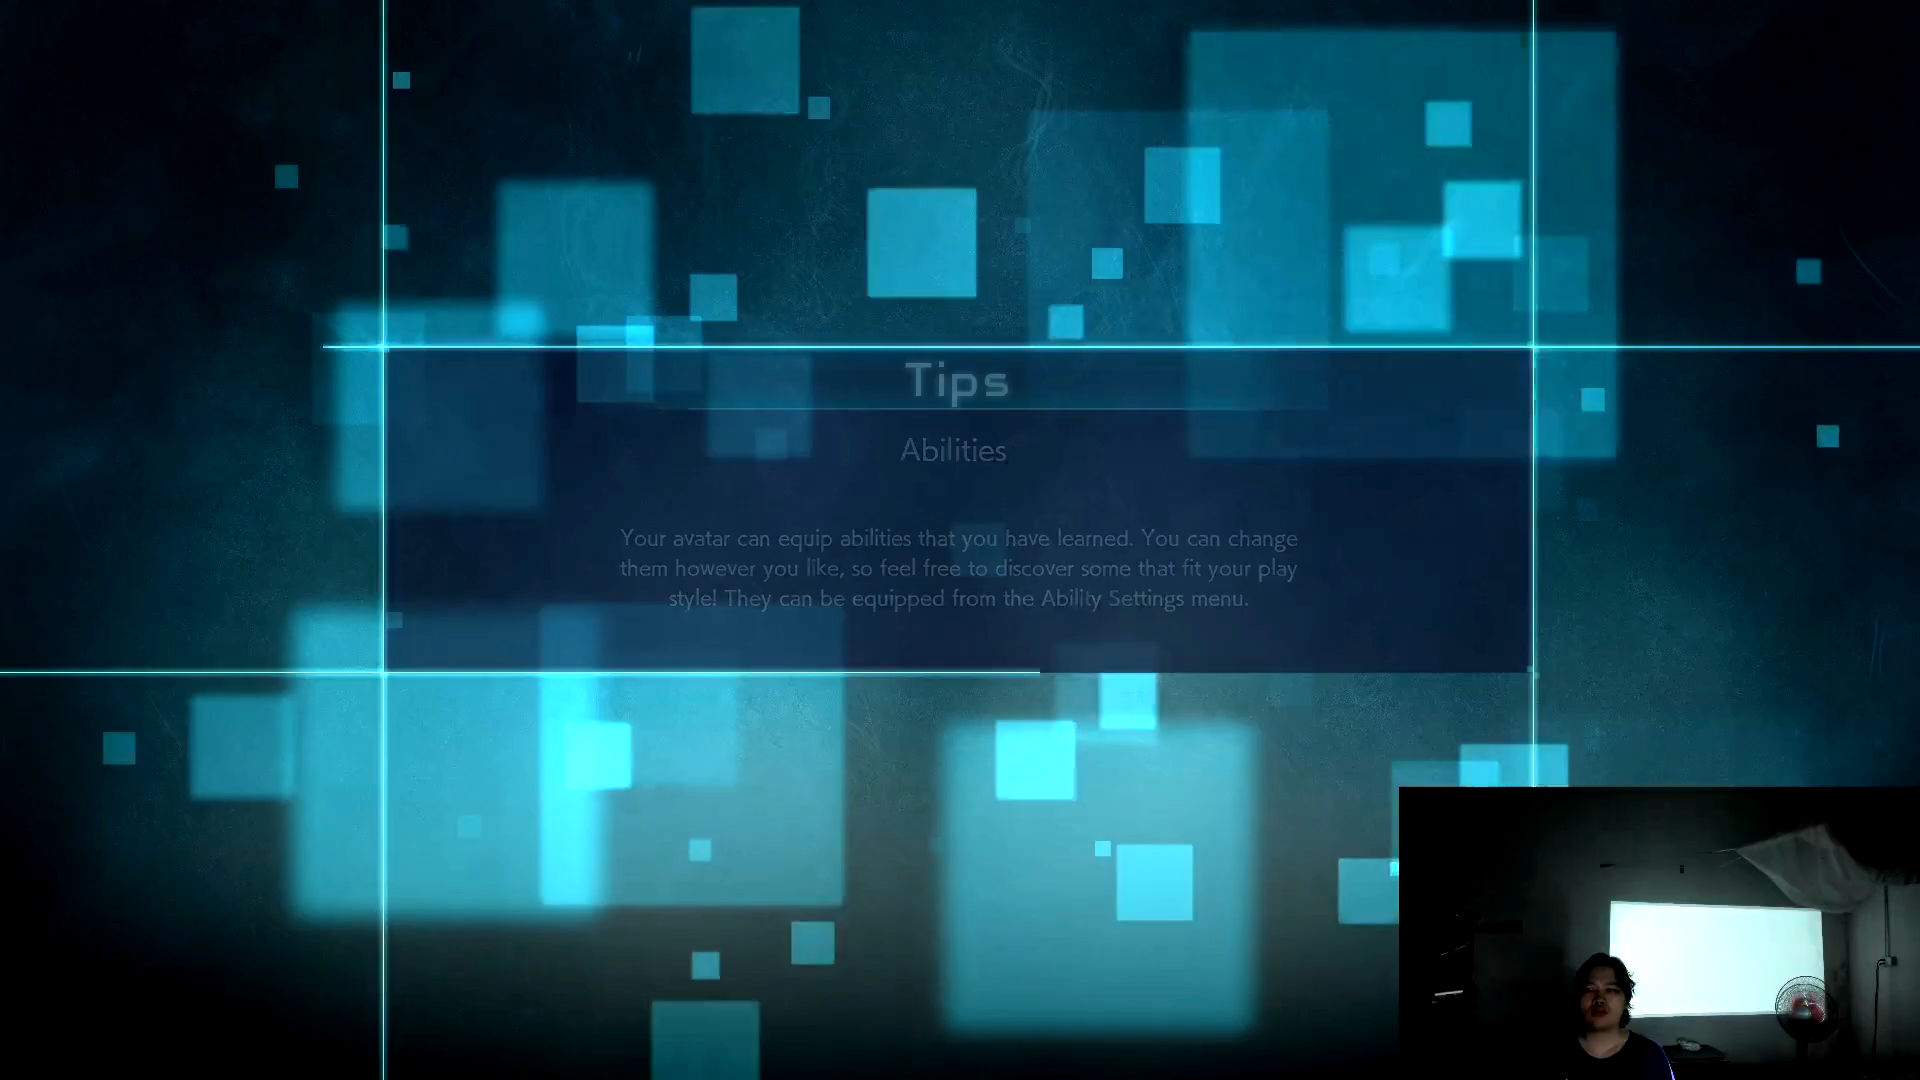 Tips
Abilities
Your avatar can equip abilities that you have learned. You can change
them however you like, so feel free to discover some that fit your play
style! They can be equipped from the Ability Settings menu.